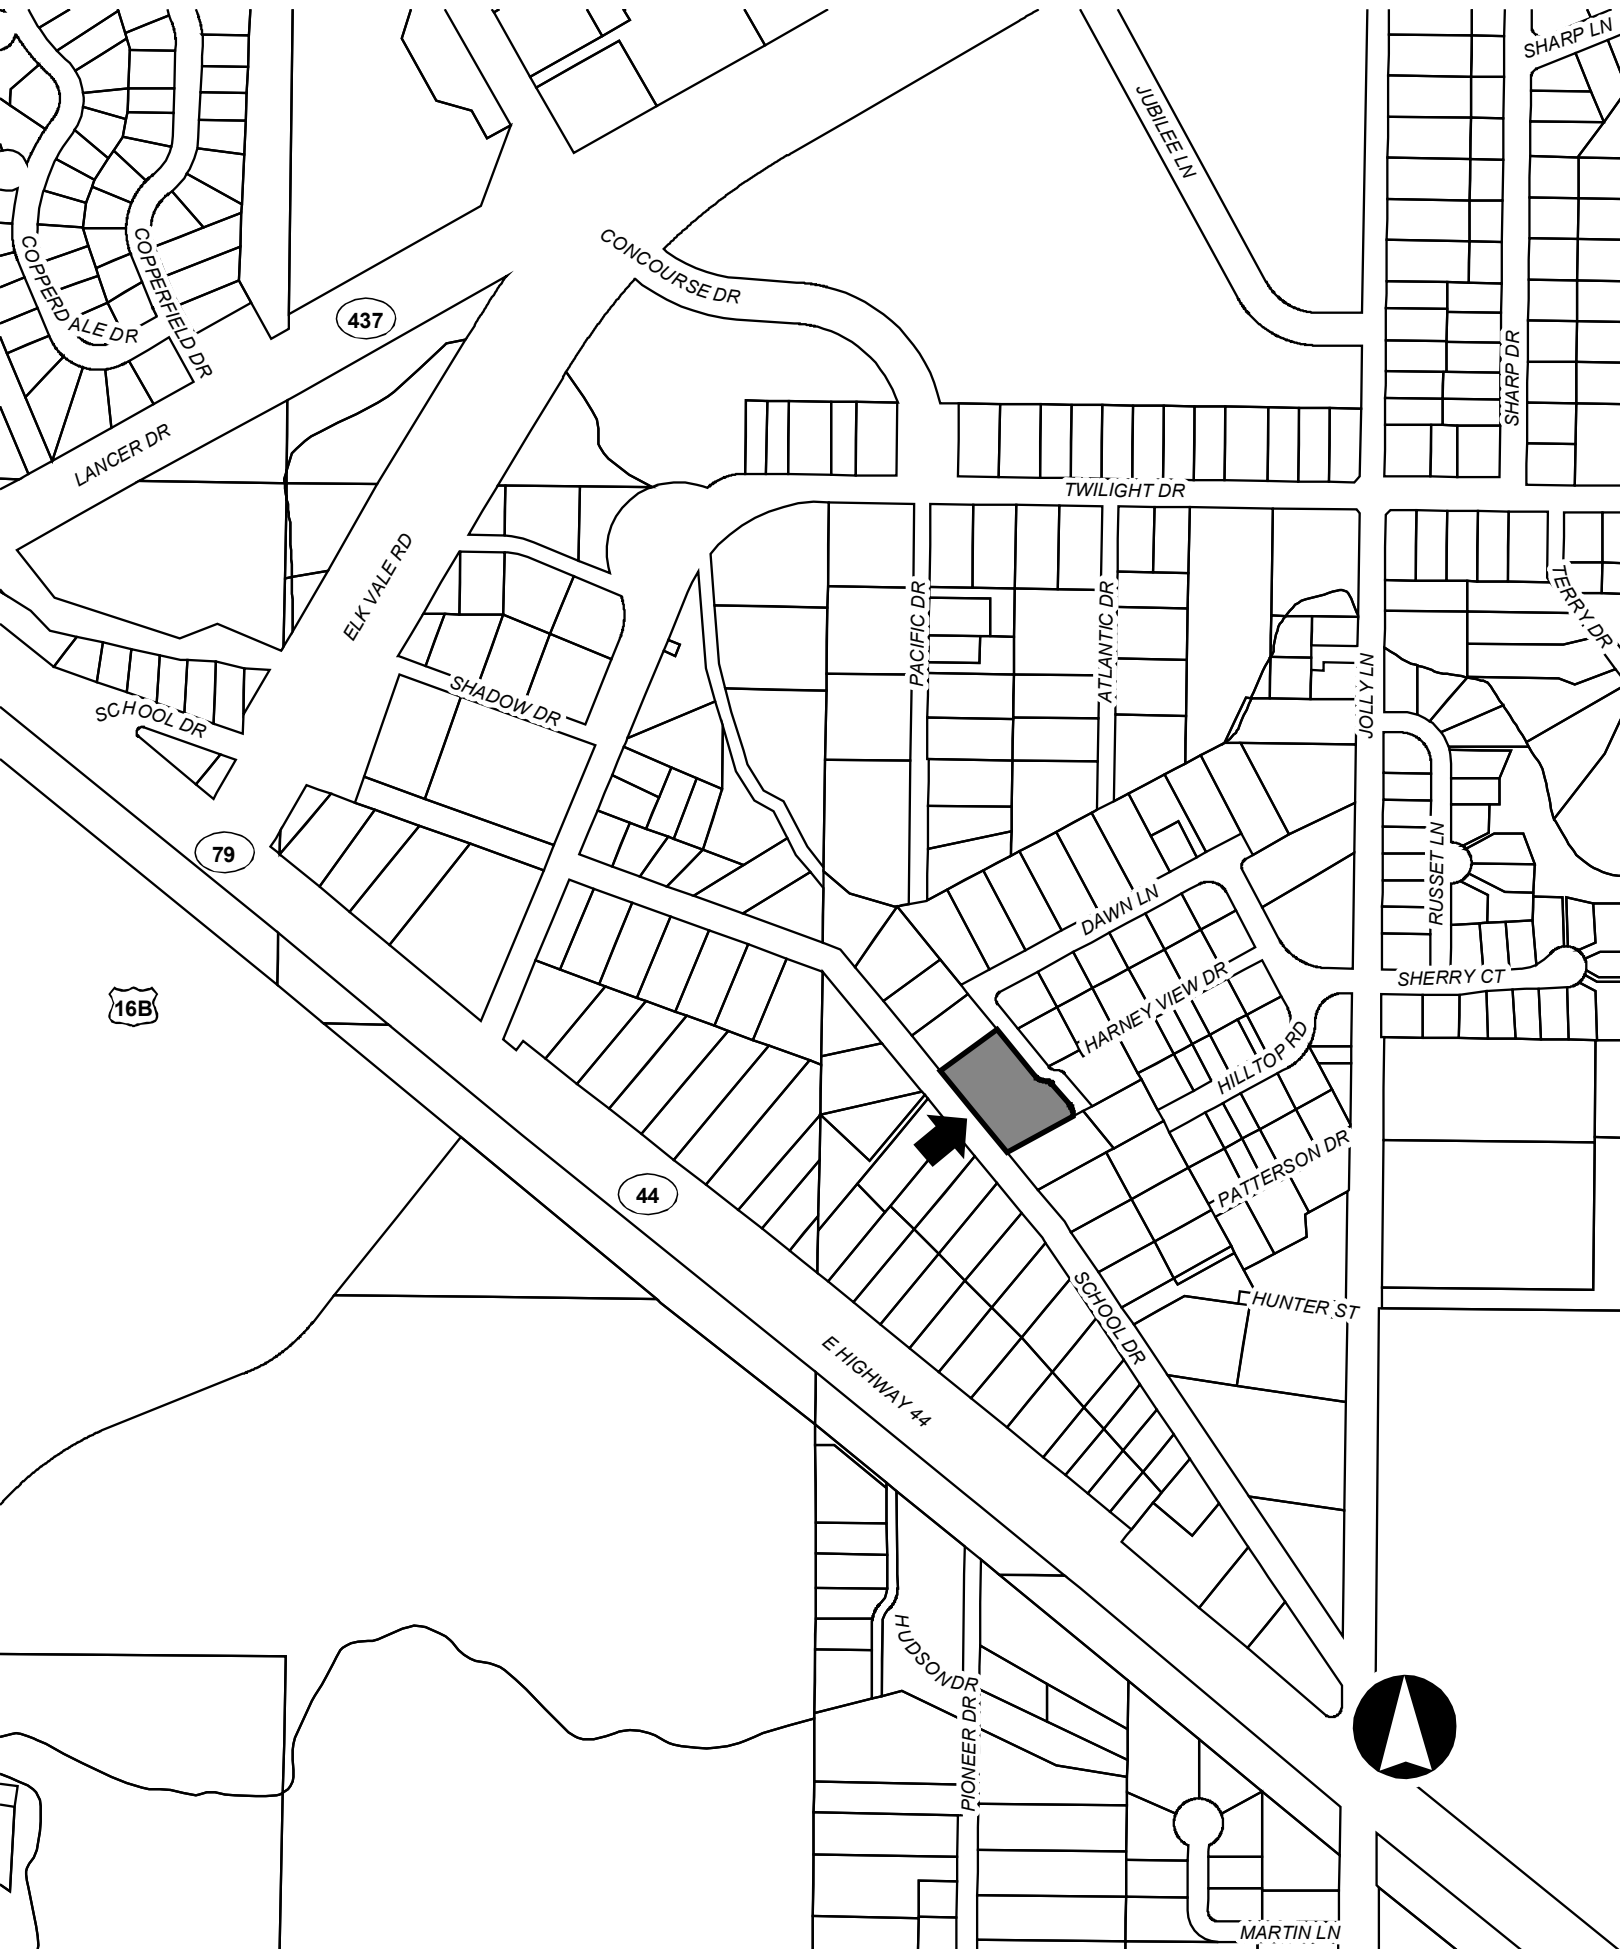 SHARP LN
JUBILEE LN
CONCOURSE DR
COPPERDALE DR
COPPERFIELD DR
437
SHARP DR
LANCER DR
TWILIGHT DR
ELK VALE RD
PACIFIC DR
ATLANTIC DR
TERRY DR
JOLLY LN
SHADOW DR
SCHOOL DR
79
RUSSET LN
DAWN LN
SHERRY CT
16B
HARNEY VIEW DR
HILLTOP RD
PATTERSON DR
44
HUNTER ST
SCHOOL DR
E HIGHWAY 44
HUDSON DR
PIONEER DR
MARTIN LN